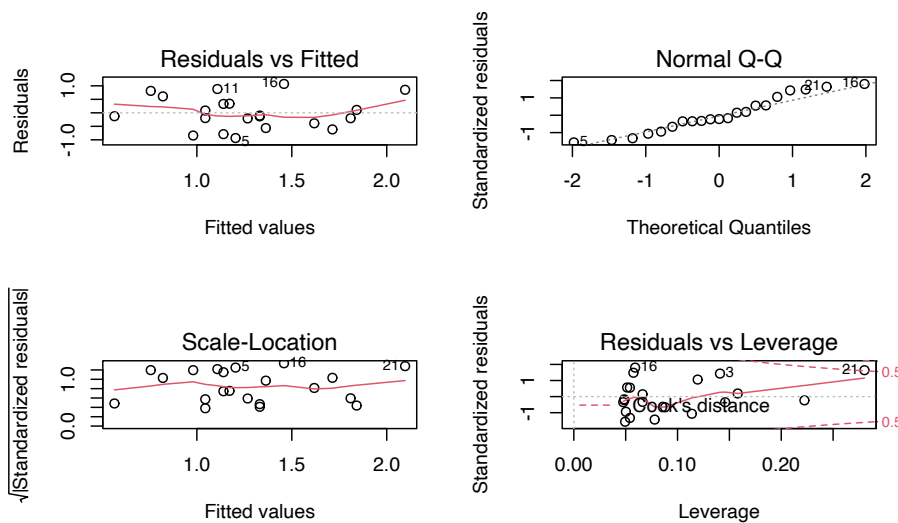 Residuals vs Fitted
Residuals
1.0
-1.0
11
16
5
1.0
1.5
2.0
Fitted values
Normal Q-Q
Standardized residuals
1
-1
5
21
16
-2
-1
0
1
2
Theoretical Quantiles
Scale-Location
√|Standardized residuals|
1.0
0.0
5
16
21
1.0
1.5
2.0
Fitted values
Residuals vs Leverage
Standardized residuals
1
-1
16
3
21
0.5
0.5
Cook's distance
0.00
0.10
0.20
Leverage